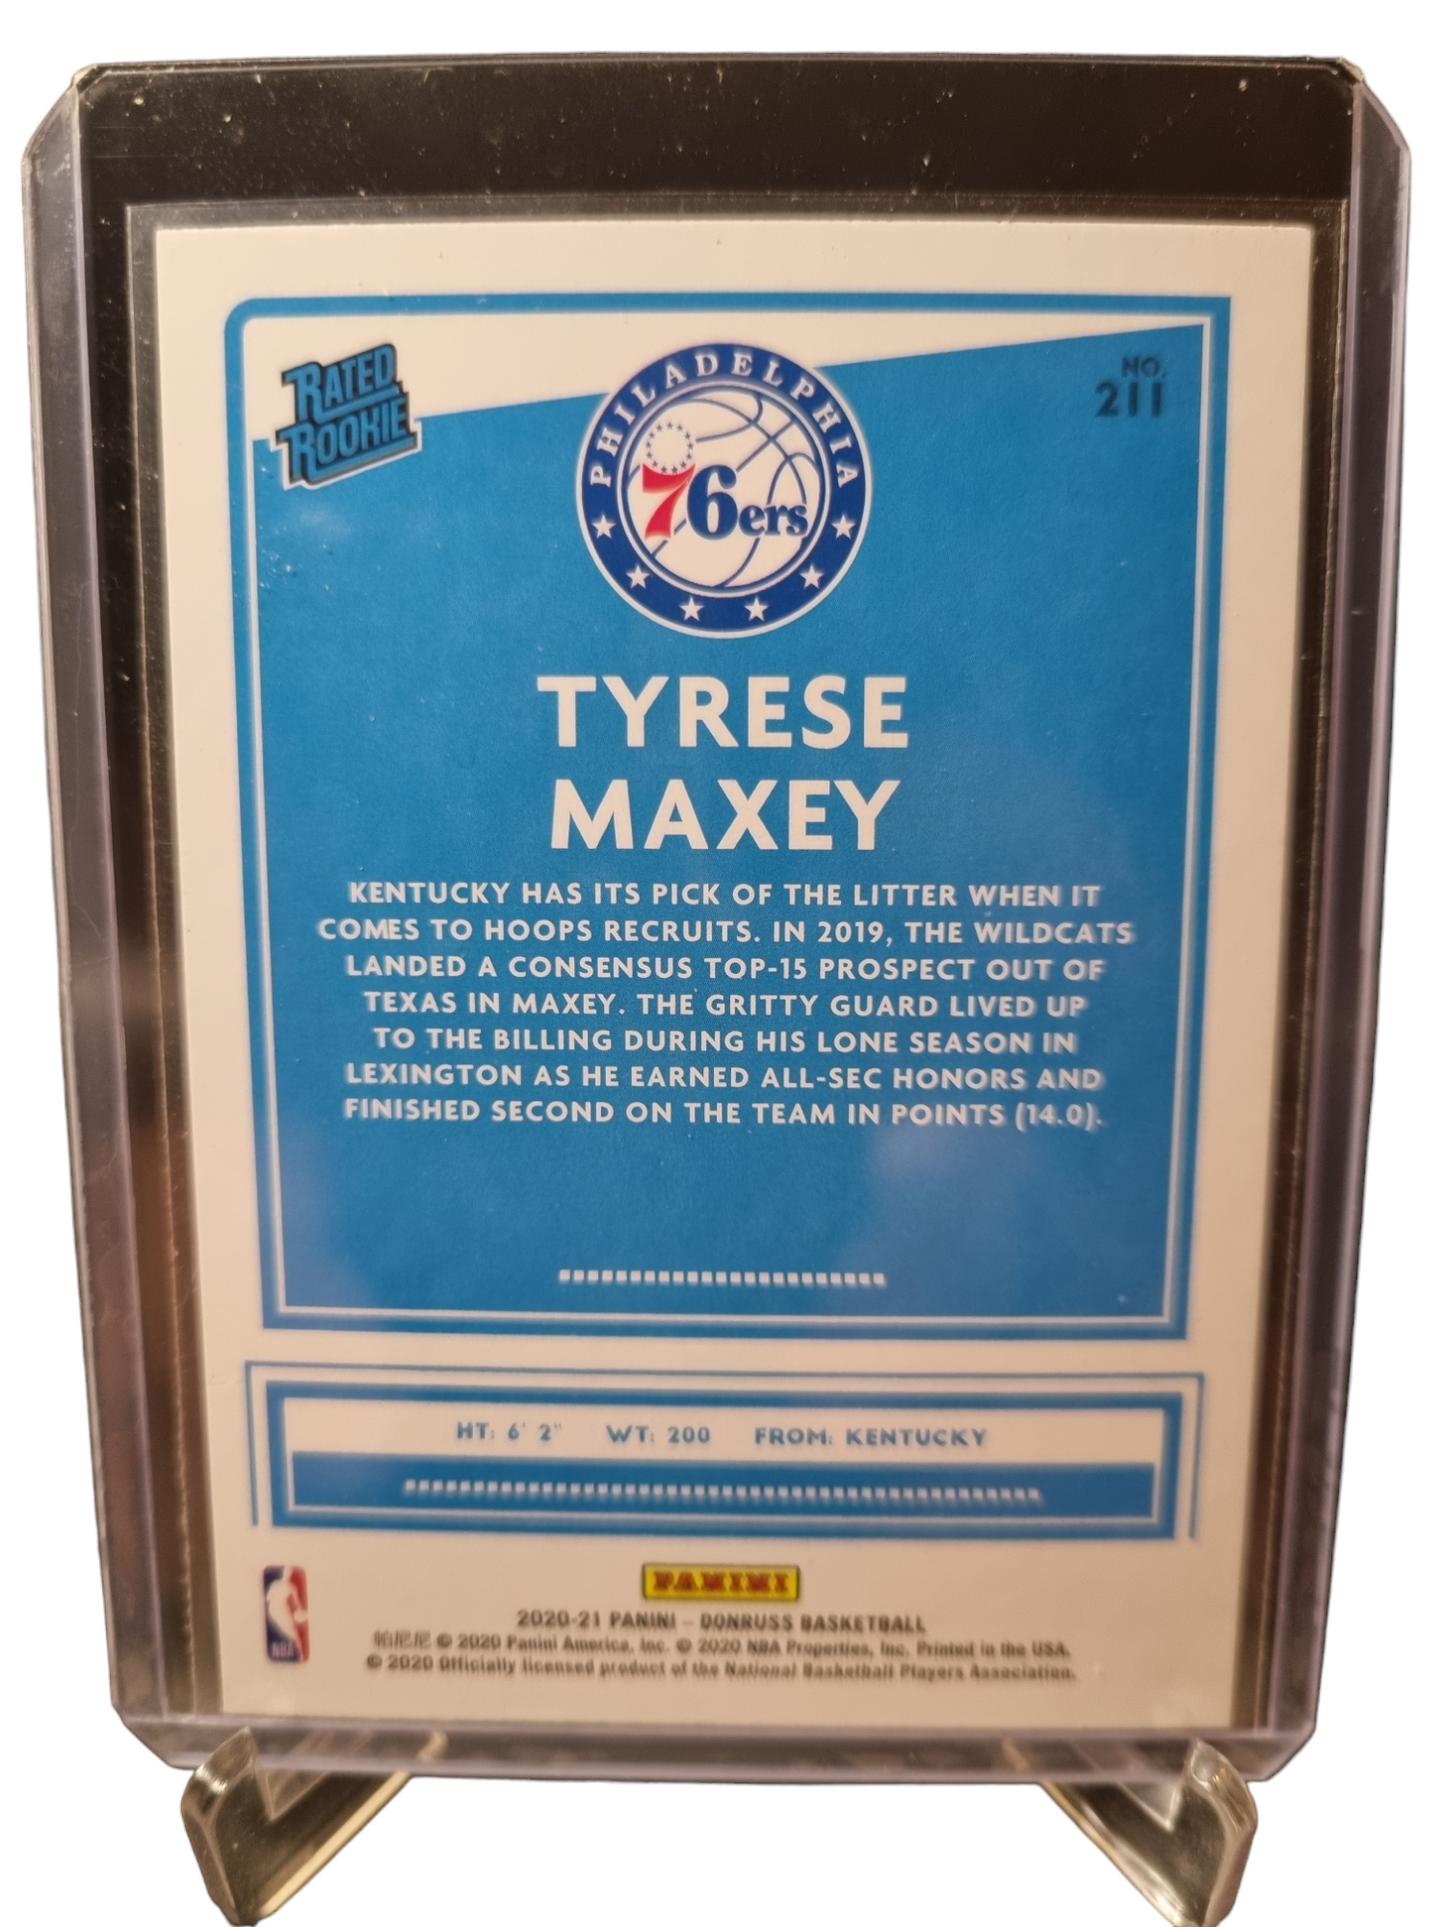 RATED
ROOKIE
PHILADELPHIA
76ers
NO.
211
TYRESE
MAXEY
KENTUCKY HAS ITS PICK OF THE LITTER WHEN IT
COMES TO HOOPS RECRUITS. IN 2019, THE WILDCATS
LANDED A CONSENSUS TOP-15 PROSPECT OUT OF
TEXAS IN MAXEY. THE GRITTY GUARD LIVED UP
TO THE BILLING DURING HIS LONE SEASON IN
LEXINGTON AS HE EARNED ALL-SEC HONORS AND
FINISHED SECOND ON THE TEAM IN POINTS (14.0).
HT: 6' 2" WT: 200 FROM: KENTUCKY
NBA
PANINI
2020-21 PANINI - DONRUSS BASKETBALL
帕尼尼 © 2020 Panini America, Inc. © 2020 NBA Properties, Inc. Printed in the USA.
© 2020 Officially licensed product of the National Basketball Players Association.